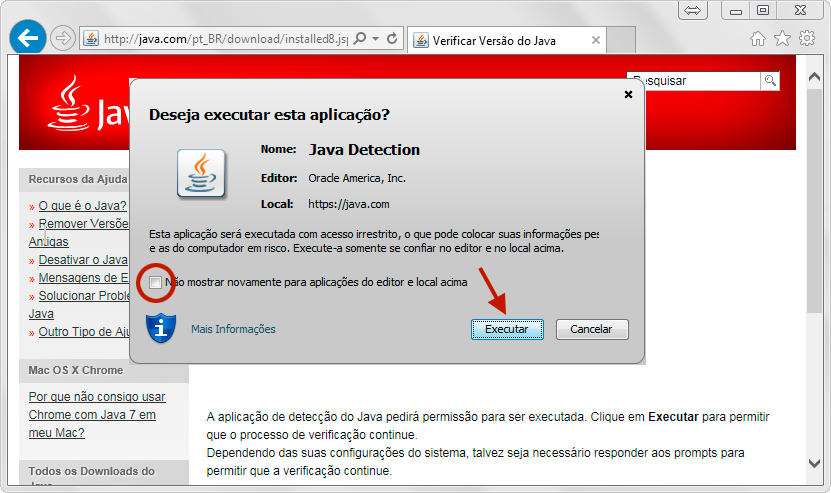 http://java.com/pt_BR/download/installed8.jsp
Verificar Versão do Java
Java
Pesquisar
Recursos da Ajuda
» O que é o Java?
» Remover Versõe
Antigas
» Desativar o Java
» Mensagens de E
» Solucionar Proble
Java
» Outro Tipo de Aju
Mac OS X Chrome
Por que não consigo usar
Chrome com Java 7 em
meu Mac?
Todos os Downloads do
Java
Deseja executar esta aplicação?
Nome: Java Detection
Editor: Oracle America, Inc.
Local: https://java.com
Esta aplicação será executada com acesso irrestrito, o que pode colocar suas informações pes
e as do computador em risco. Execute-a somente se confiar no editor e no local acima.
Não mostrar novamente para aplicações do editor e local acima
Mais Informações
Executar
Cancelar
A aplicação de detecção do Java pedirá permissão para ser executada. Clique em Executar para permitir
que o processo de verificação continue.
Dependendo das suas configurações do sistema, talvez seja necessário responder aos prompts para
permitir que a verificação continue.